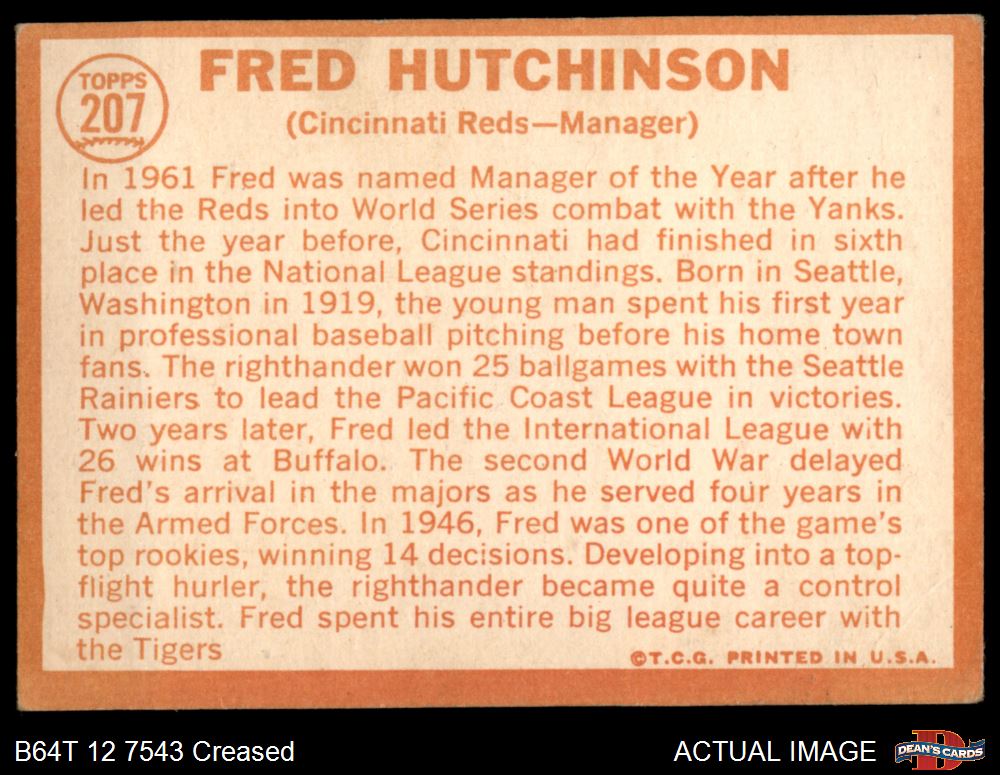 TOPPS
207
FRED HUTCHINSON
(Cincinnati Reds—Manager)
In 1961 Fred was named Manager of the Year after he
led the Reds into World Series combat with the Yanks.
Just the year before, Cincinnati had finished in sixth
place in the National League standings. Born in Seattle,
Washington in 1919, the young man spent his first year
in professional baseball pitching before his home town
fans. The righthander won 25 ballgames with the Seattle
Rainiers to lead the Pacific Coast League in victories.
Two years later, Fred led the International League with
26 wins at Buffalo. The second World War delayed
Fred's arrival in the majors as he served four years in
the Armed Forces. In 1946, Fred was one of the game's
top rookies, winning 14 decisions. Developing into a top-
flight hurler, the righthander became quite a control
specialist. Fred spent his entire big league career with
the Tigers
©T.C.G. PRINTED IN U.S.A.
B64T 12 7543 Creased
ACTUAL IMAGE
D
DEAN'S CARDS